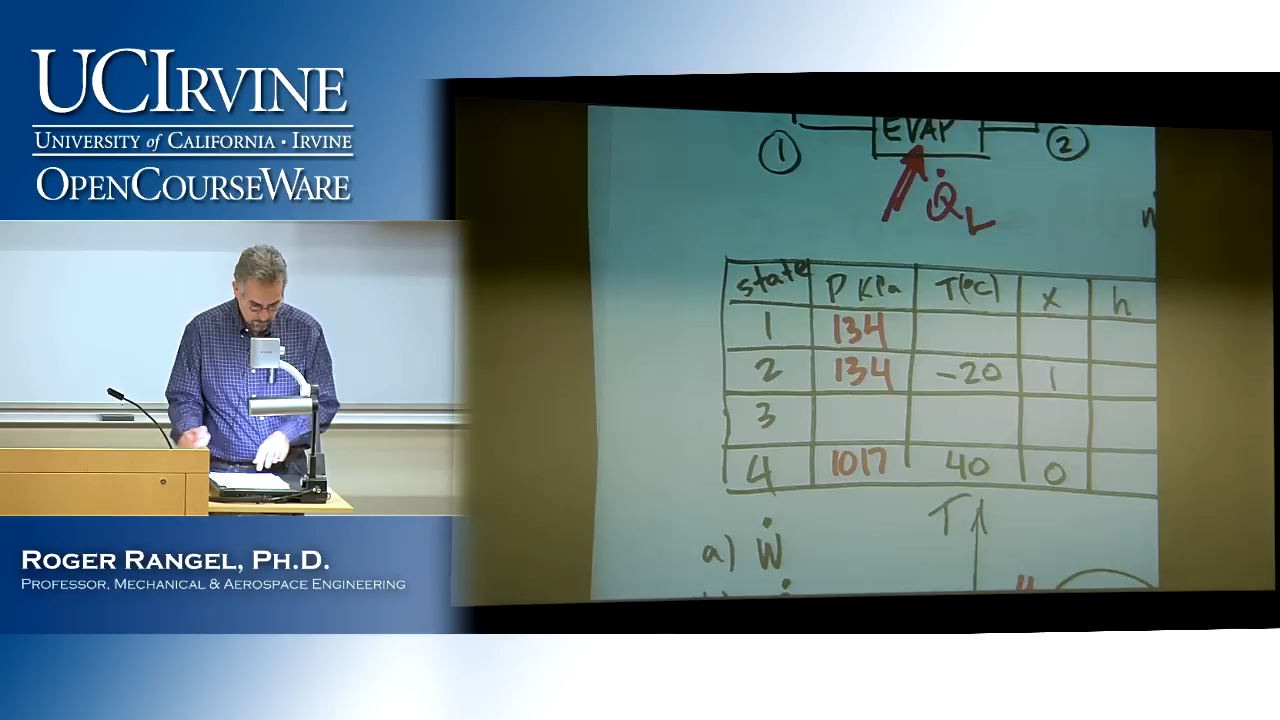 UCIRVINE
UNIVERSITY of CALIFORNIA · IRVINE
OPENCOURSEWARE
EVAP
1 2
Q̇L
state P KPa T(°C) x h
1 134
2 134 -20 1
3
4 1017 40 0
T
a) Ẇ
ROGER RANGEL, PH.D.
PROFESSOR, MECHANICAL & AEROSPACE ENGINEERING